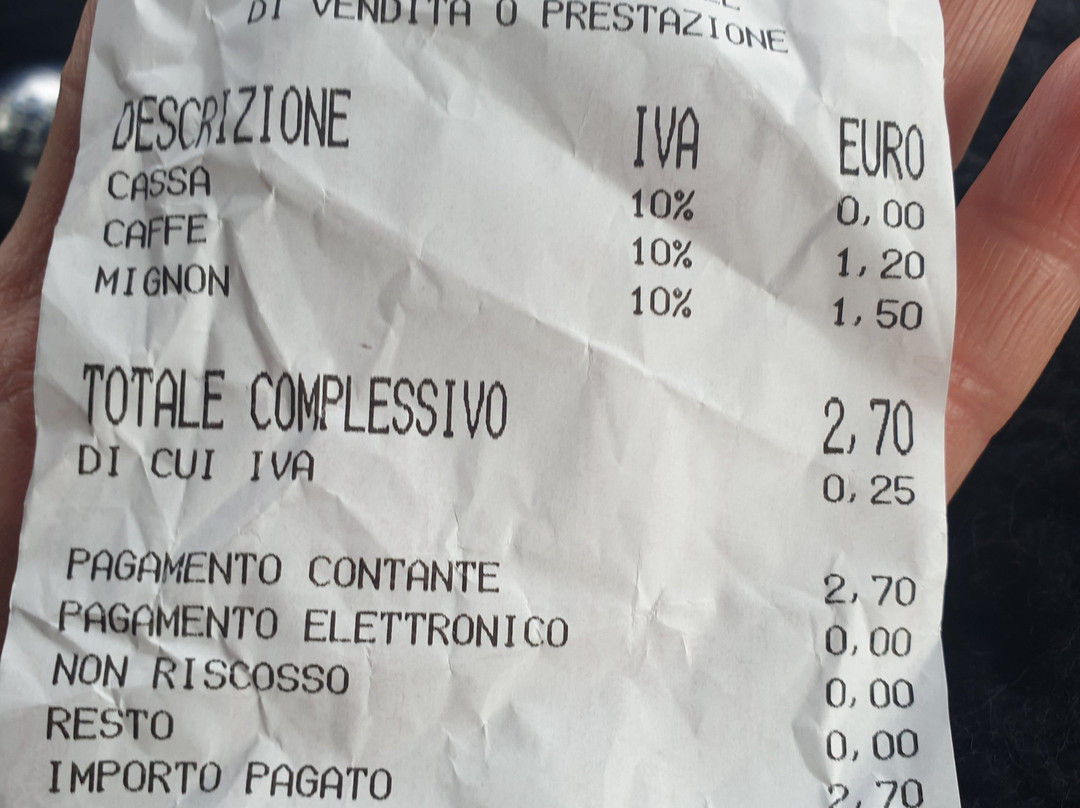 DI VENDITA O PRESTAZIONE
DESCRIZIONE IVA EURO
CASSA 10% 0,00
CAFFE 10% 1,20
MIGNON 10% 1,50
TOTALE COMPLESSIVO 2,70
DI CUI IVA 0,25
PAGAMENTO CONTANTE 2,70
PAGAMENTO ELETTRONICO 0,00
NON RISCOSSO 0,00
RESTO 0,00
IMPORTO PAGATO 2,70